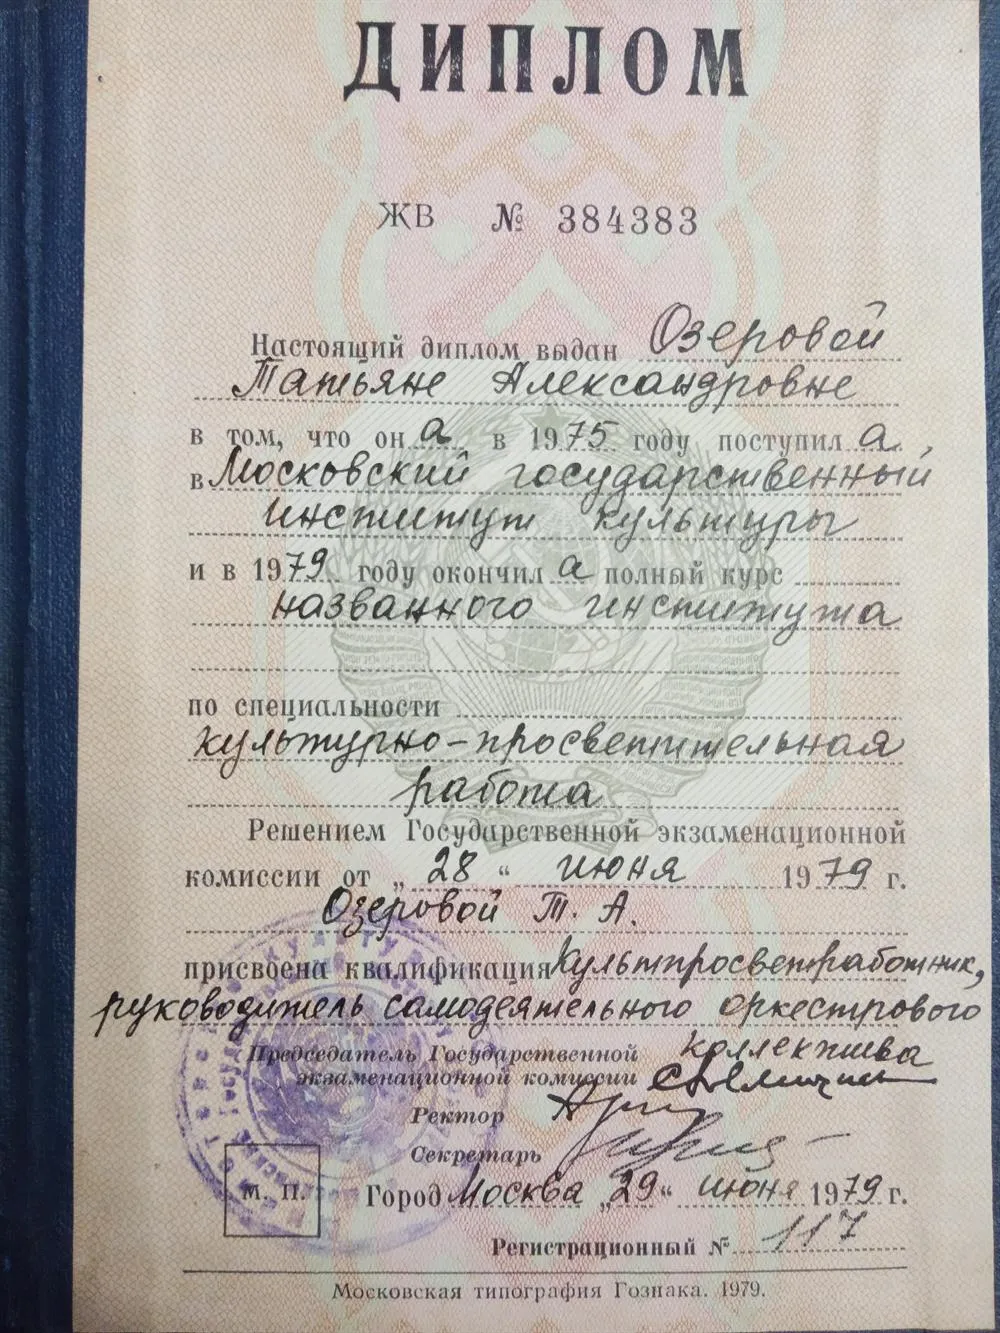 ДИПЛОМ
ЖВ № 384383
Настоящий диплом выдан Озеровой
Татьяне Александровне
в том, что он а в 1975 году поступил а
в Московский государственный
институт культуры
и в 1979 году окончил а полный курс
названного института
по специальности
культурно-просветительная
работа
Решением Государственной экзаменационной
комиссии от „28“ июня 1979 г.
Озеровой Т. А.
присвоена квалификация Культпросветработник,
руководитель самодеятельного оркестрового
коллектива
Председатель Государственной
экзаменационной комиссии
Ректор
Секретарь
М. П.
Город Москва „29“ июня 1979 г.
Регистрационный № 117
Московская типография Гознака. 1979.